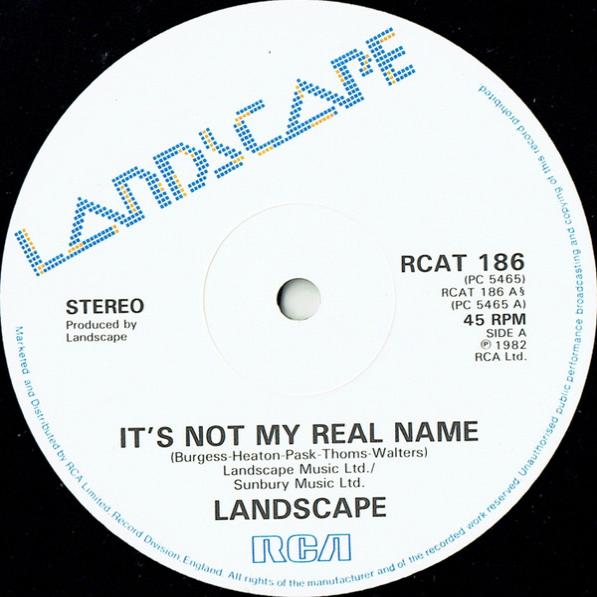 LANDSCAPE
STEREO
Produced by
Landscape
RCAT 186
(PC 5465)
RCAT 186 A§
(PC 5465 A)
45 RPM
SIDE A
℗ 1982
RCA Ltd.
IT'S NOT MY REAL NAME
(Burgess-Heaton-Pask-Thoms-Walters)
Landscape Music Ltd./
Sunbury Music Ltd.
LANDSCAPE
RCA
Marketed and Distributed by RCA Limited, Record Division, England. All rights of the manufacturer and of the recorded work reserved. Unauthorised public performance broadcasting and copying of this record prohibited